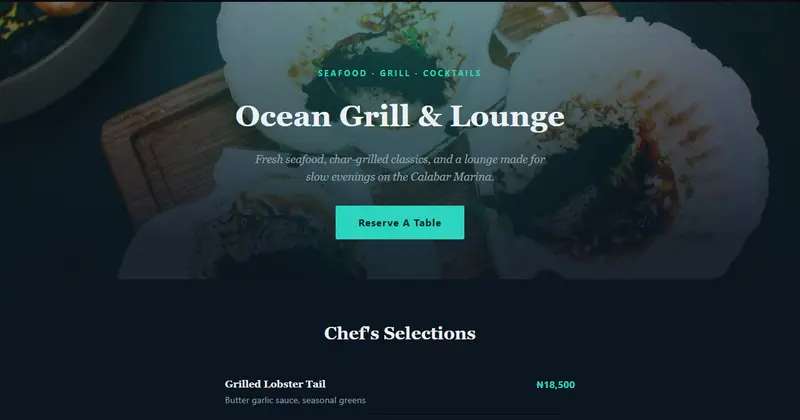 SEAFOOD · GRILL · COCKTAILS
Ocean Grill & Lounge
Fresh seafood, char-grilled classics, and a lounge made for
slow evenings on the Calabar Marina.
Reserve A Table
Chef's Selections
Grilled Lobster Tail ₦18,500
Butter garlic sauce, seasonal greens